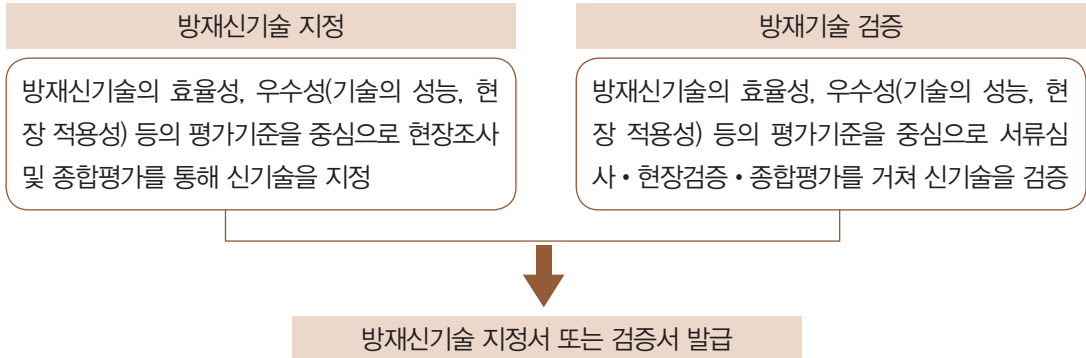 방재신기술 지정
방재신기술의 효율성, 우수성(기술의 성능, 현
장 적용성) 등의 평가기준을 중심으로 현장조사
및 종합평가를 통해 신기술을 지정
방재기술 검증
방재신기술의 효율성, 우수성(기술의 성능, 현
장 적용성) 등의 평가기준을 중심으로 서류심
사•현장검증•종합평가를 거쳐 신기술을 검증
방재신기술 지정서 또는 검증서 발급